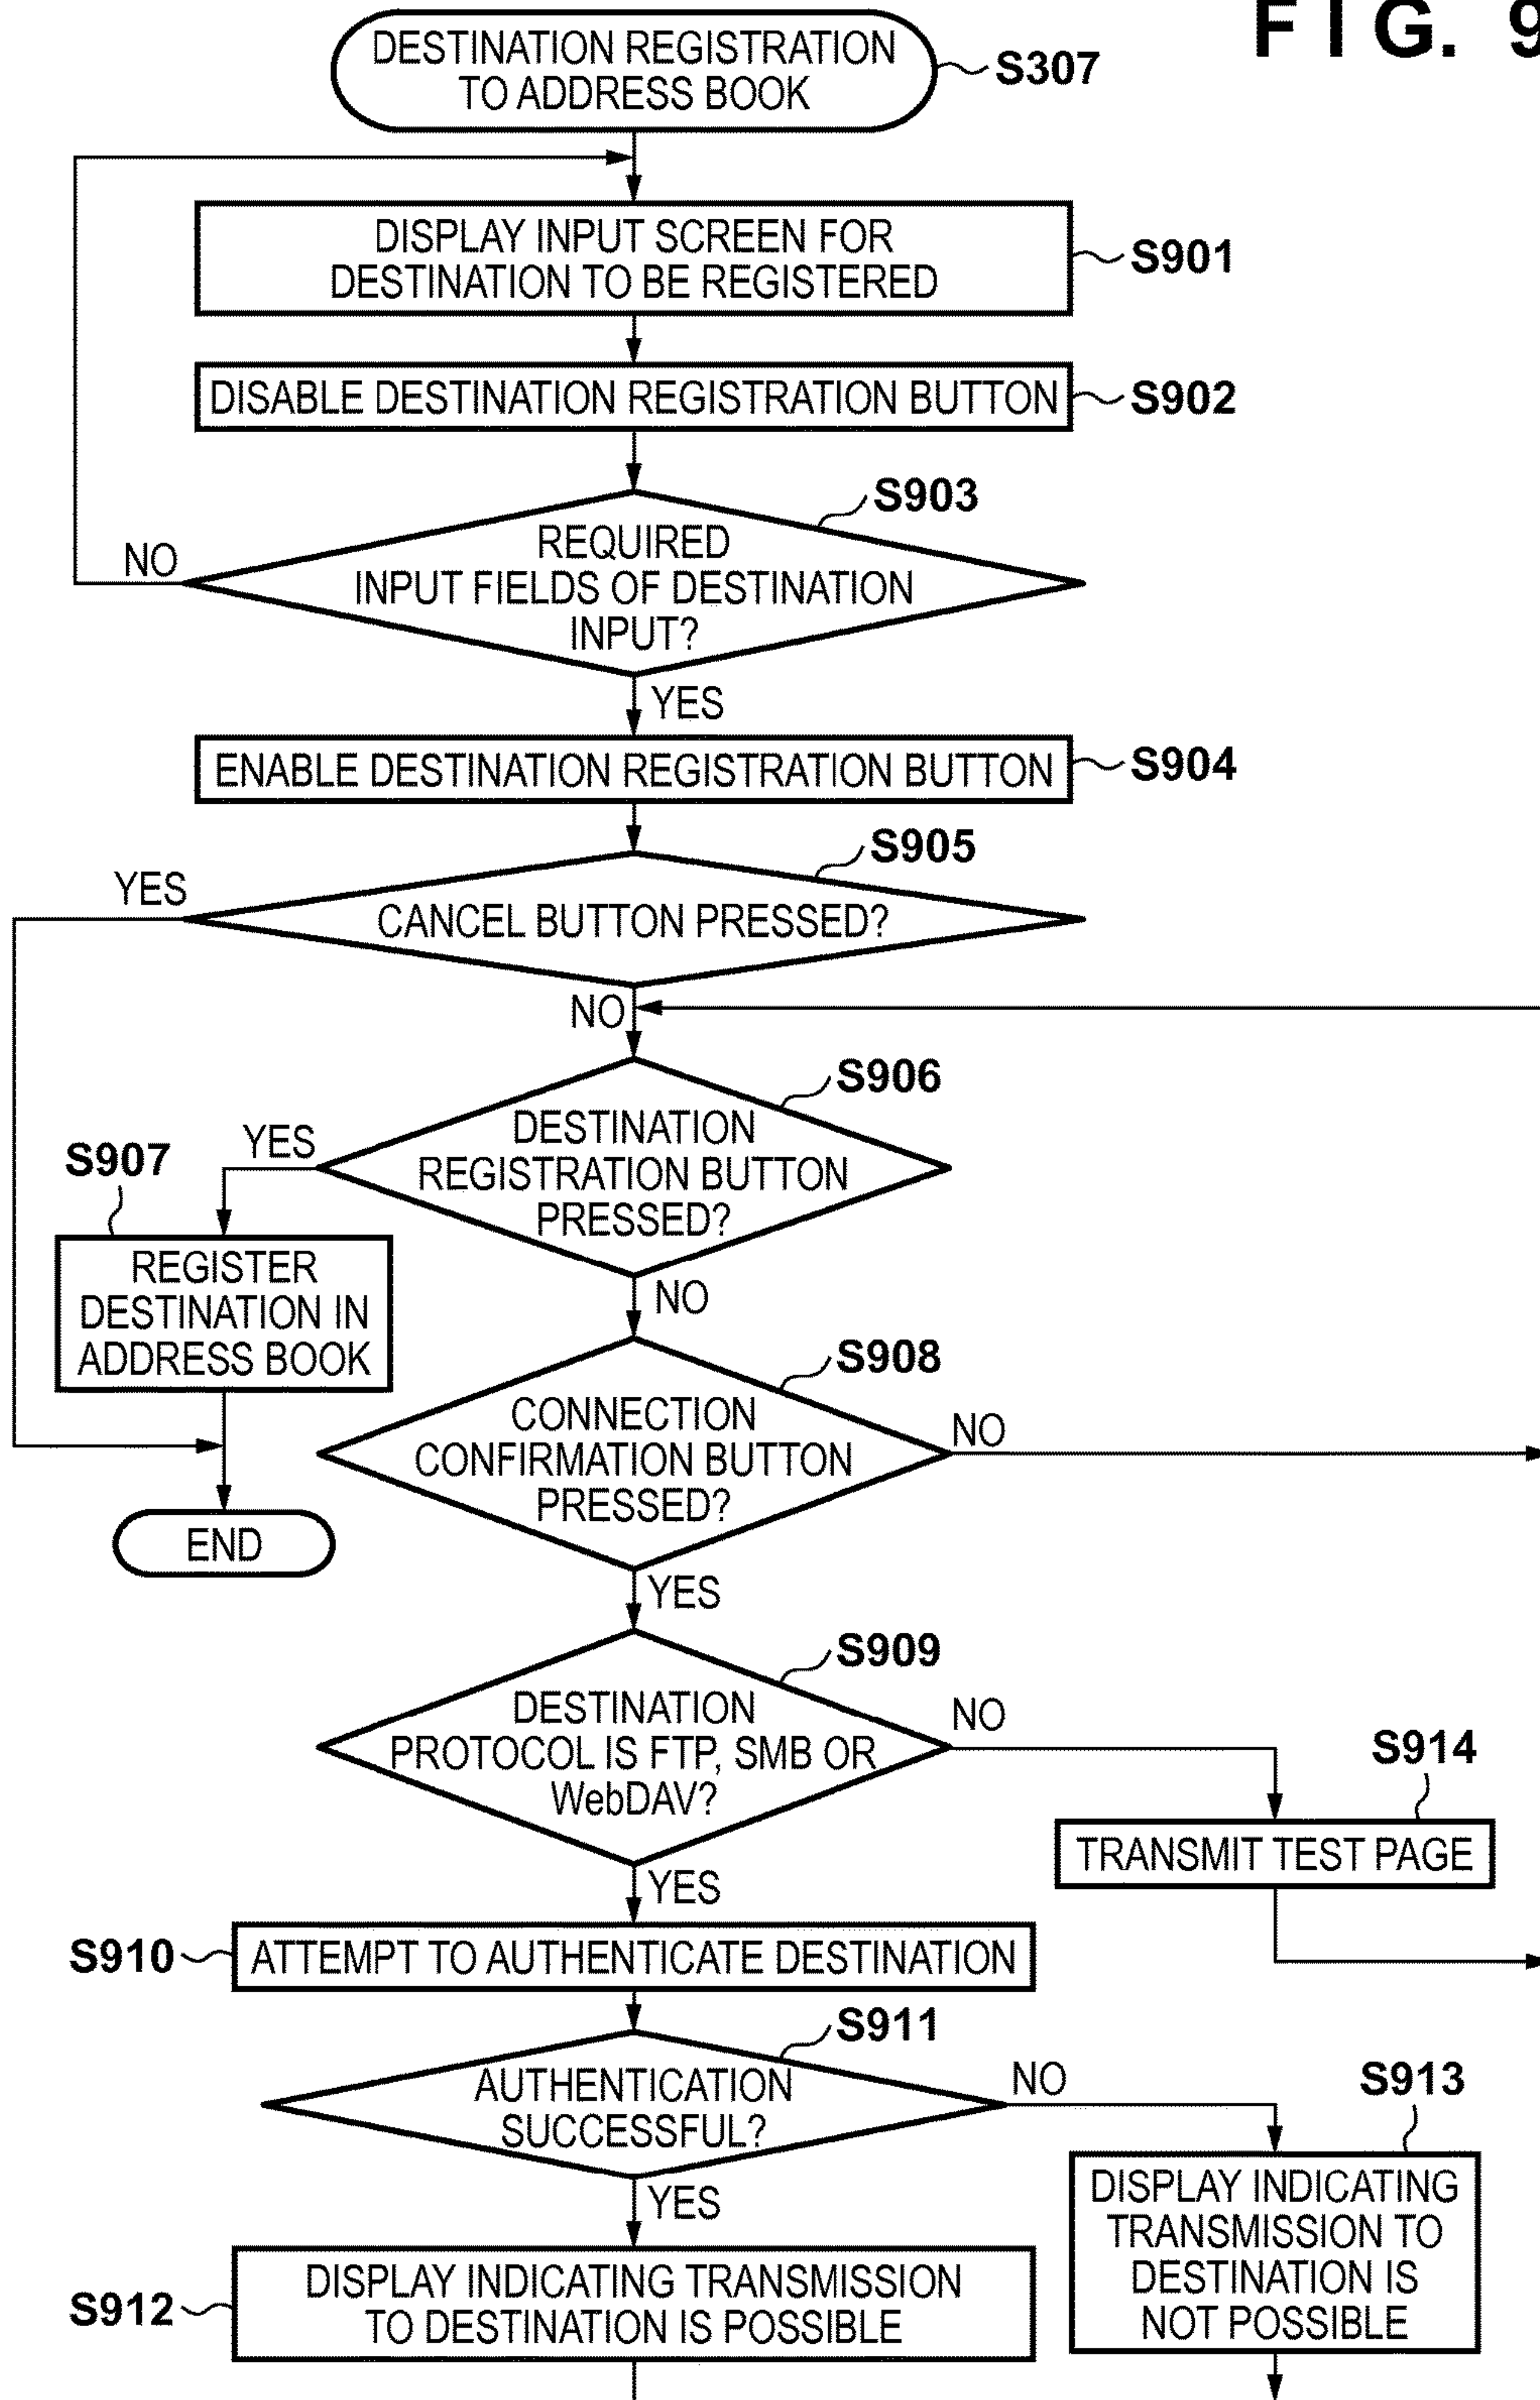 FIG. 9
DESTINATION REGISTRATION
TO ADDRESS BOOK
S307
DISPLAY INPUT SCREEN FOR
DESTINATION TO BE REGISTERED
S901
DISABLE DESTINATION REGISTRATION BUTTON
S902
S903
REQUIRED
INPUT FIELDS OF DESTINATION
INPUT?
NO
YES
ENABLE DESTINATION REGISTRATION BUTTON
S904
S905
YES
CANCEL BUTTON PRESSED?
NO
S906
DESTINATION
REGISTRATION BUTTON
PRESSED?
YES
S907
REGISTER
DESTINATION IN
ADDRESS BOOK
NO
END
S908
CONNECTION
CONFIRMATION BUTTON
PRESSED?
NO
YES
S909
DESTINATION
PROTOCOL IS FTP, SMB OR
WebDAV?
NO
S914
TRANSMIT TEST PAGE
YES
S910
ATTEMPT TO AUTHENTICATE DESTINATION
S911
AUTHENTICATION
SUCCESSFUL?
NO
S913
DISPLAY INDICATING
TRANSMISSION TO
DESTINATION IS
NOT POSSIBLE
YES
S912
DISPLAY INDICATING TRANSMISSION
TO DESTINATION IS POSSIBLE